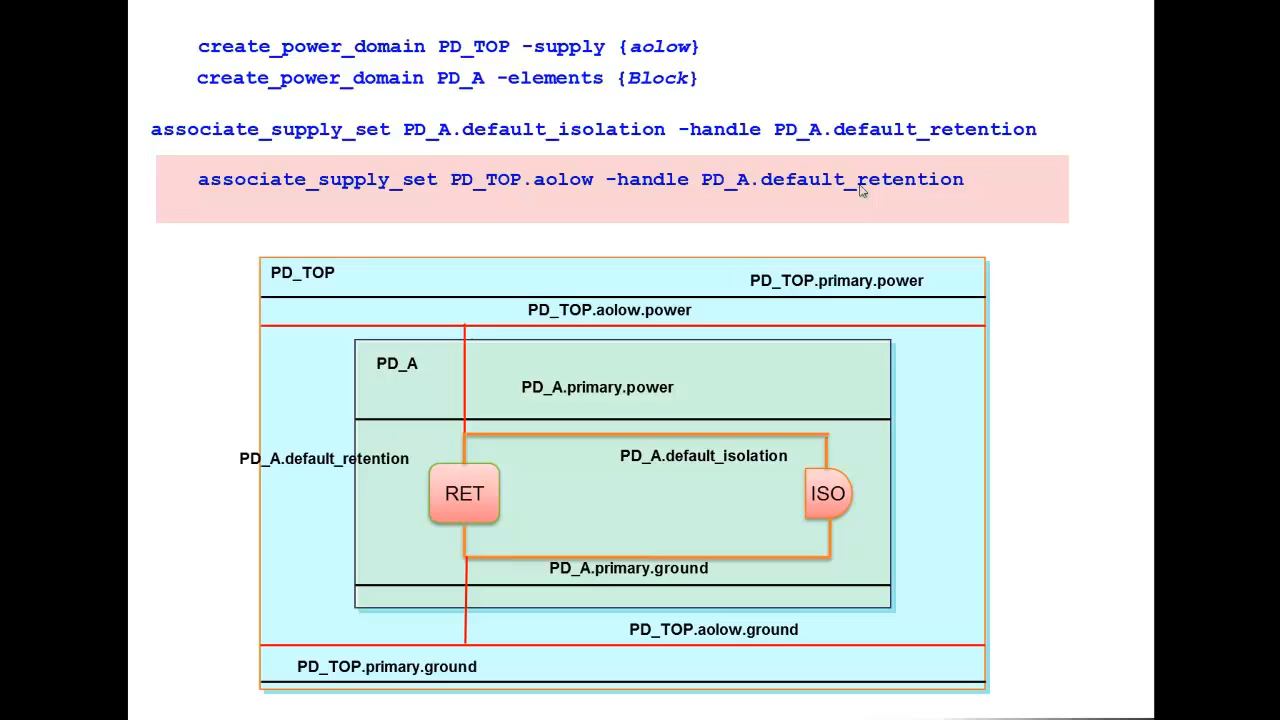 create_power_domain PD_TOP -supply {aolow}
create_power_domain PD_A -elements {Block}
associate_supply_set PD_A.default_isolation -handle PD_A.default_retention
associate_supply_set PD_TOP.aolow -handle PD_A.default_retention
PD_TOP
PD_TOP.primary.power
PD_TOP.aolow.power
PD_A
PD_A.primary.power
PD_A.default_retention
PD_A.default_isolation
RET
ISO
PD_A.primary.ground
PD_TOP.aolow.ground
PD_TOP.primary.ground